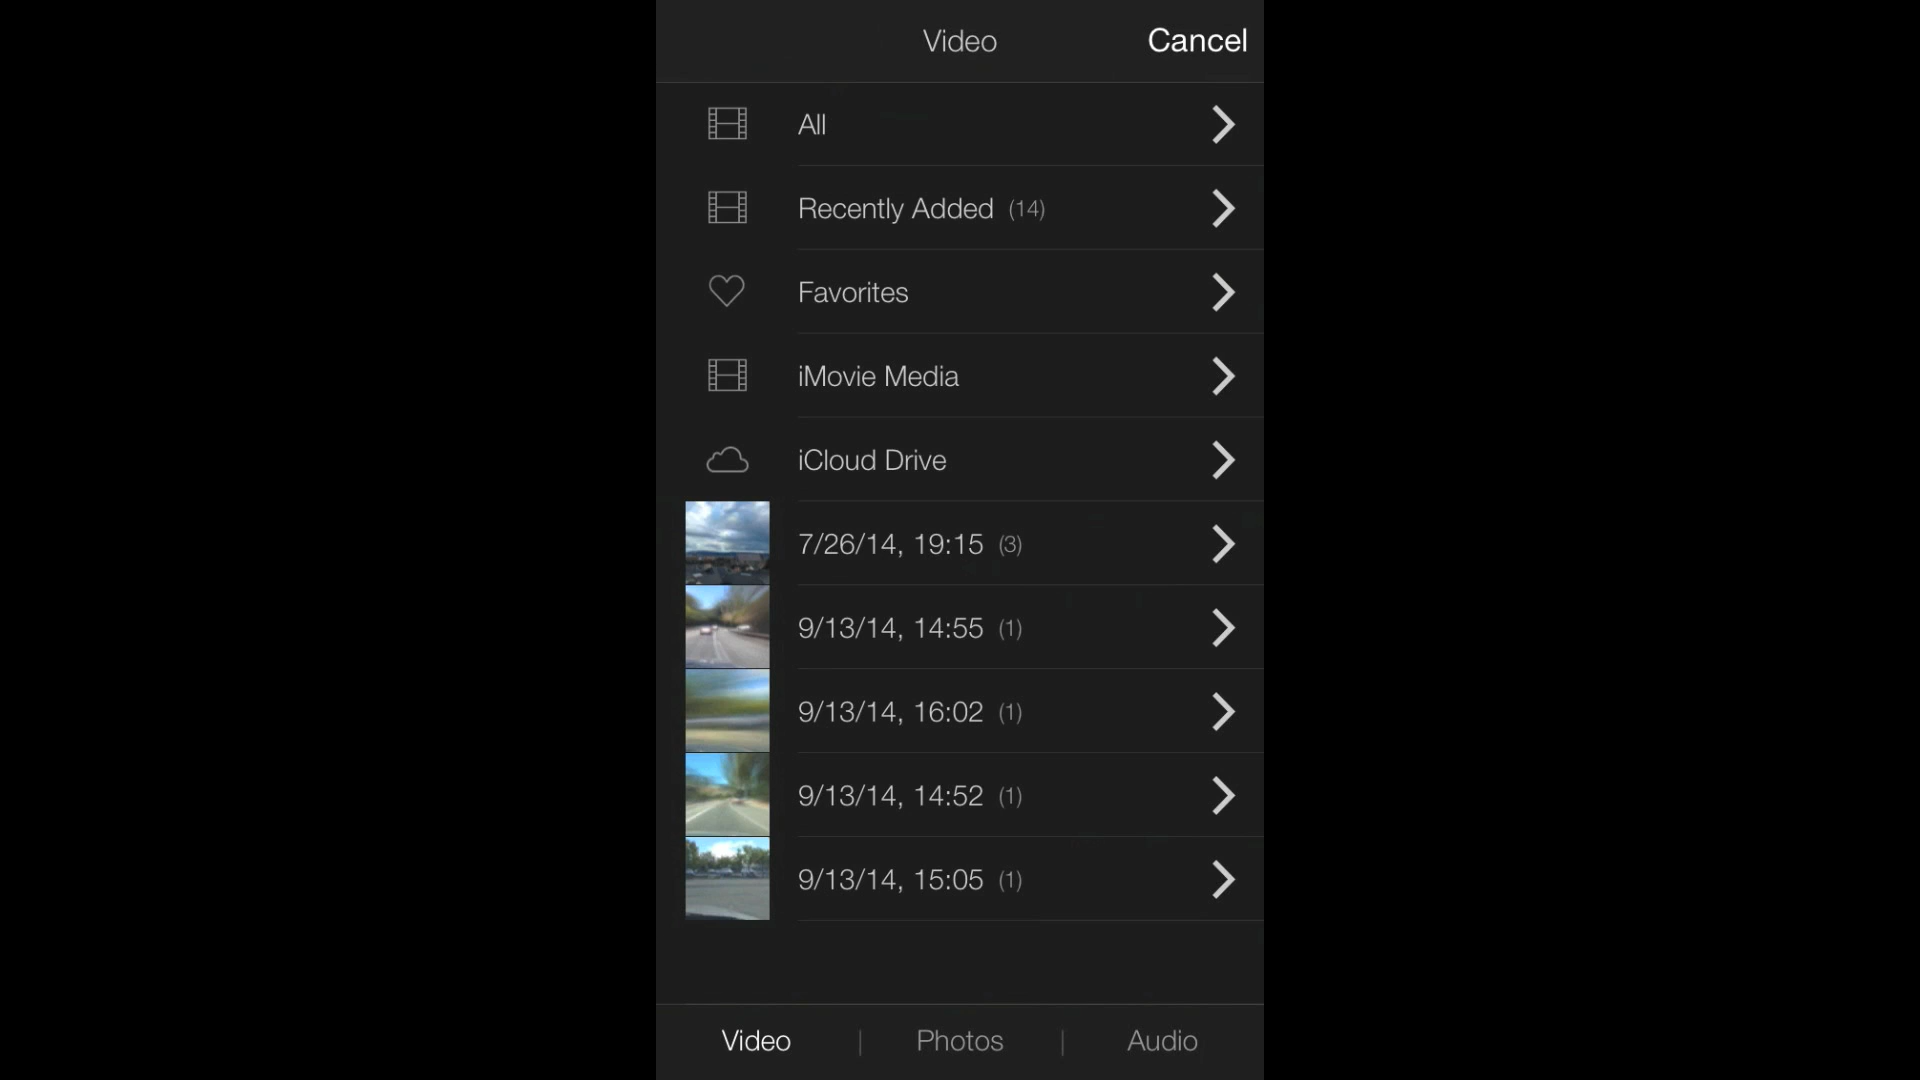 Video Cancel
All
Recently Added (14)
Favorites
iMovie Media
iCloud Drive
7/26/14, 19:15 (3)
9/13/14, 14:55 (1)
9/13/14, 16:02 (1)
9/13/14, 14:52 (1)
9/13/14, 15:05 (1)
Video | Photos | Audio